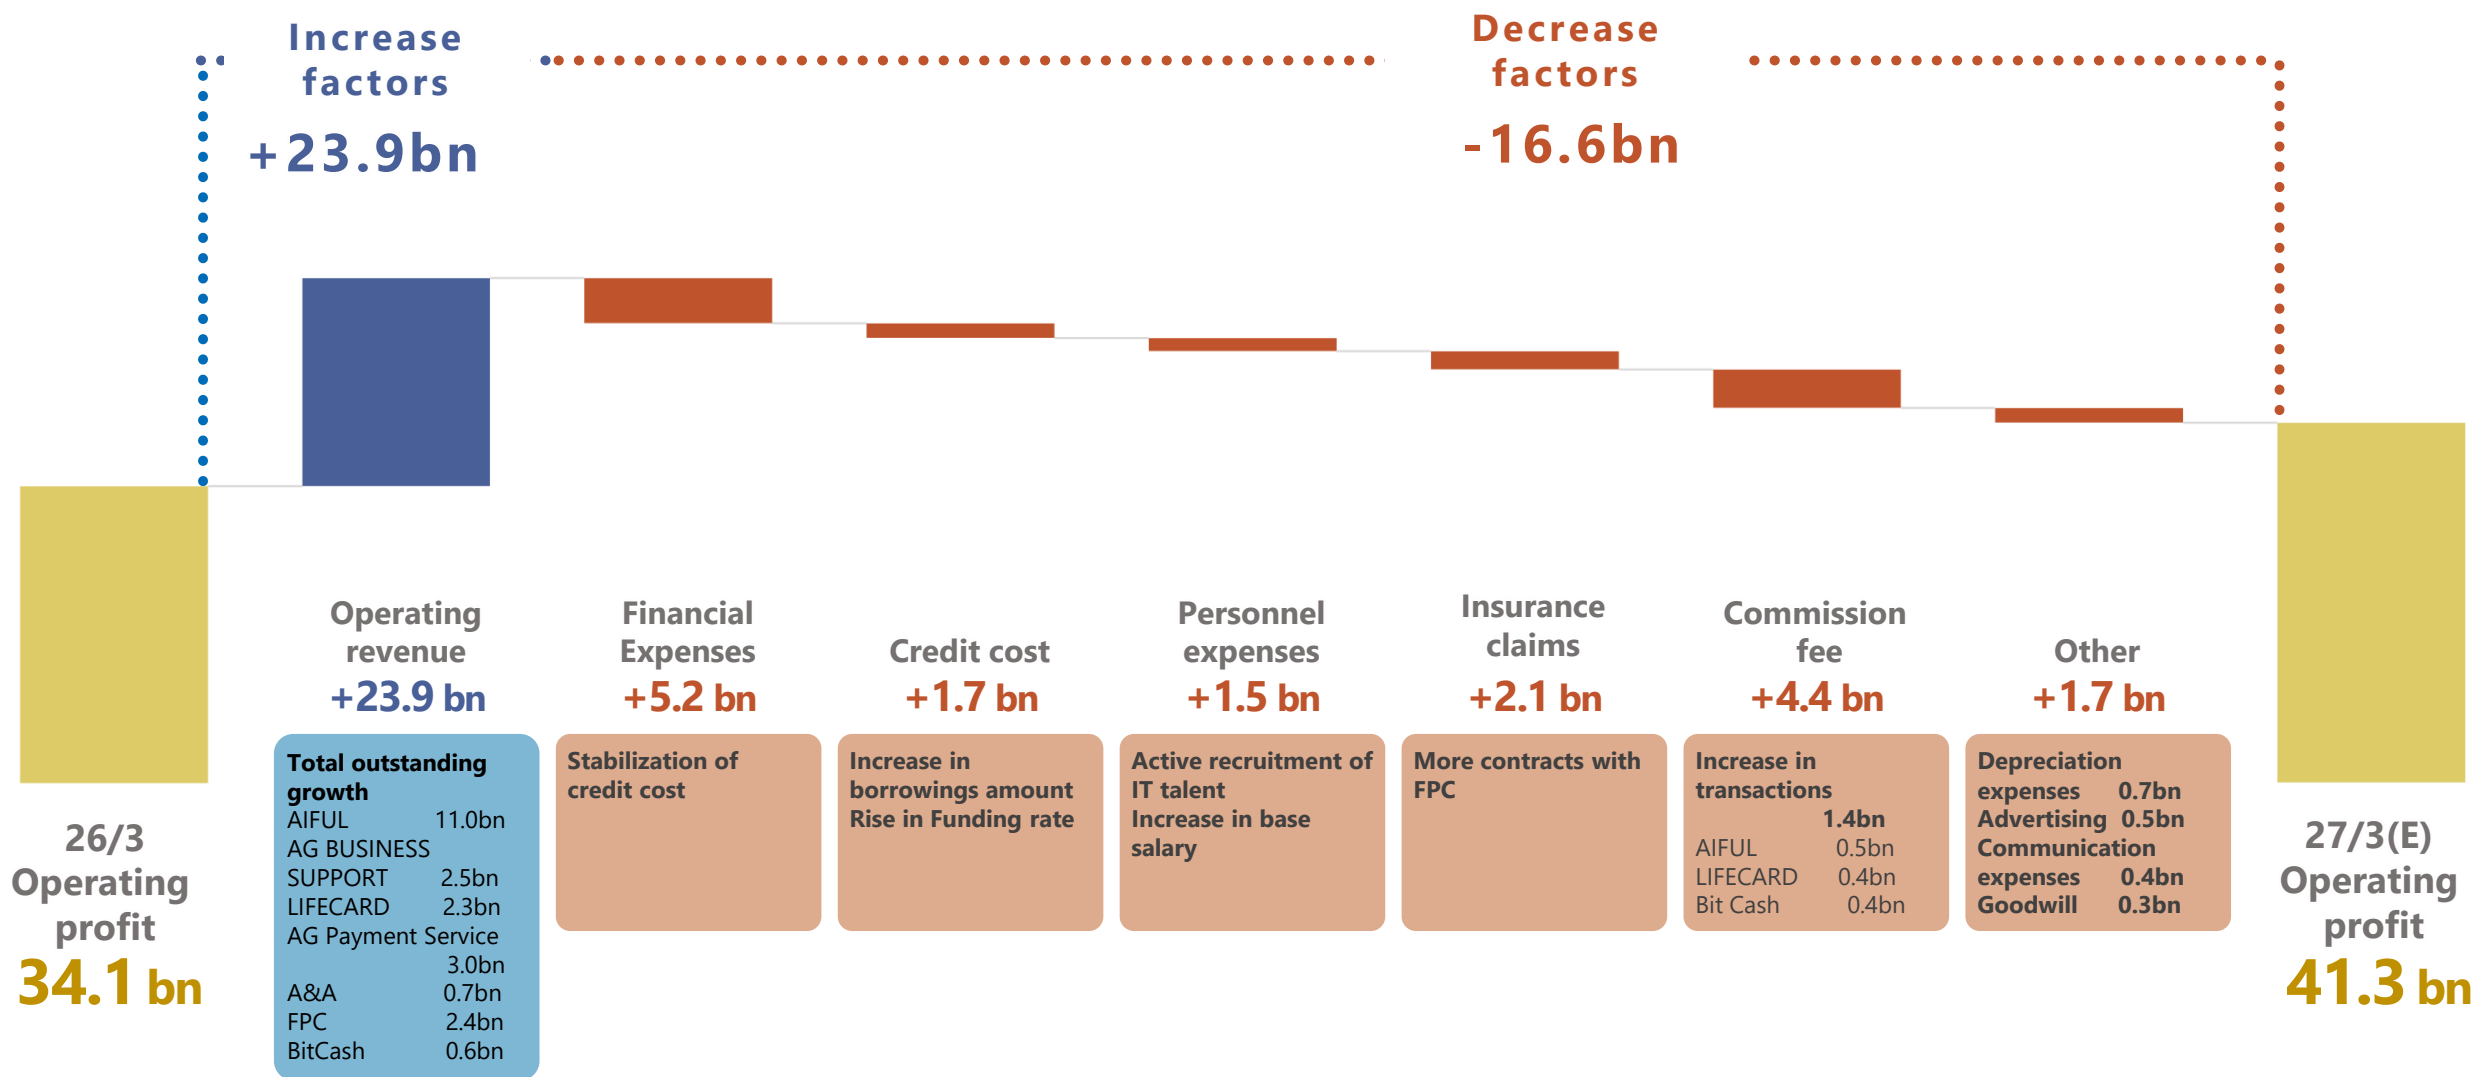 Increase
factors
+23.9bn
Decrease
factors
-16.6bn
26/3
Operating
profit
34.1 bn
Operating
revenue
+23.9 bn
Total outstanding
growth
AIFUL 11.0bn
AG BUSINESS
SUPPORT 2.5bn
LIFECARD 2.3bn
AG Payment Service
3.0bn
A&A 0.7bn
FPC 2.4bn
BitCash 0.6bn
Financial
Expenses
+5.2 bn
Stabilization of
credit cost
Credit cost
+1.7 bn
Increase in
borrowings amount
Rise in Funding rate
Personnel
expenses
+1.5 bn
Active recruitment of
IT talent
Increase in base
salary
Insurance
claims
+2.1 bn
More contracts with
FPC
Commission
fee
+4.4 bn
Increase in
transactions
1.4bn
AIFUL 0.5bn
LIFECARD 0.4bn
Bit Cash 0.4bn
Other
+1.7 bn
Depreciation
expenses 0.7bn
Advertising 0.5bn
Communication
expenses 0.4bn
Goodwill 0.3bn
27/3(E)
Operating
profit
41.3 bn